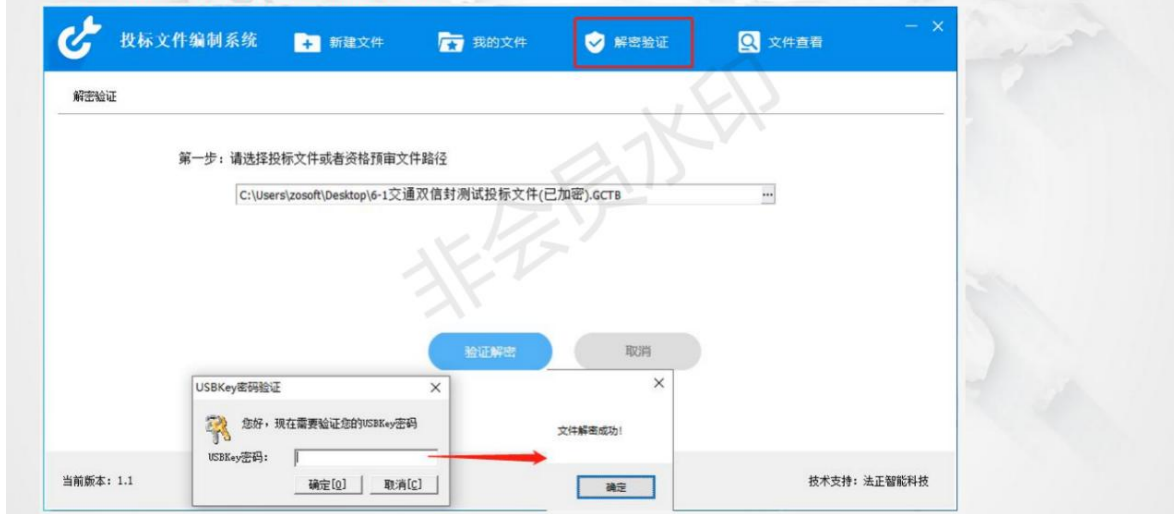 投标文件编制系统 新建文件 我的文件 解密验证 文件查看
解密验证
第一步：请选择投标文件或者资格预审文件路径
C:\Users\zosoft\Desktop\6-1交通双信封测试投标文件(已加密).GCTB ...
非会员水印
验证解密 取消
USBKey密码验证
您好，现在需要验证您的USBKey密码
USBKey密码：
确定[O] 取消[C]
文件解密成功!
确定
当前版本：1.1
技术支持：法正智能科技